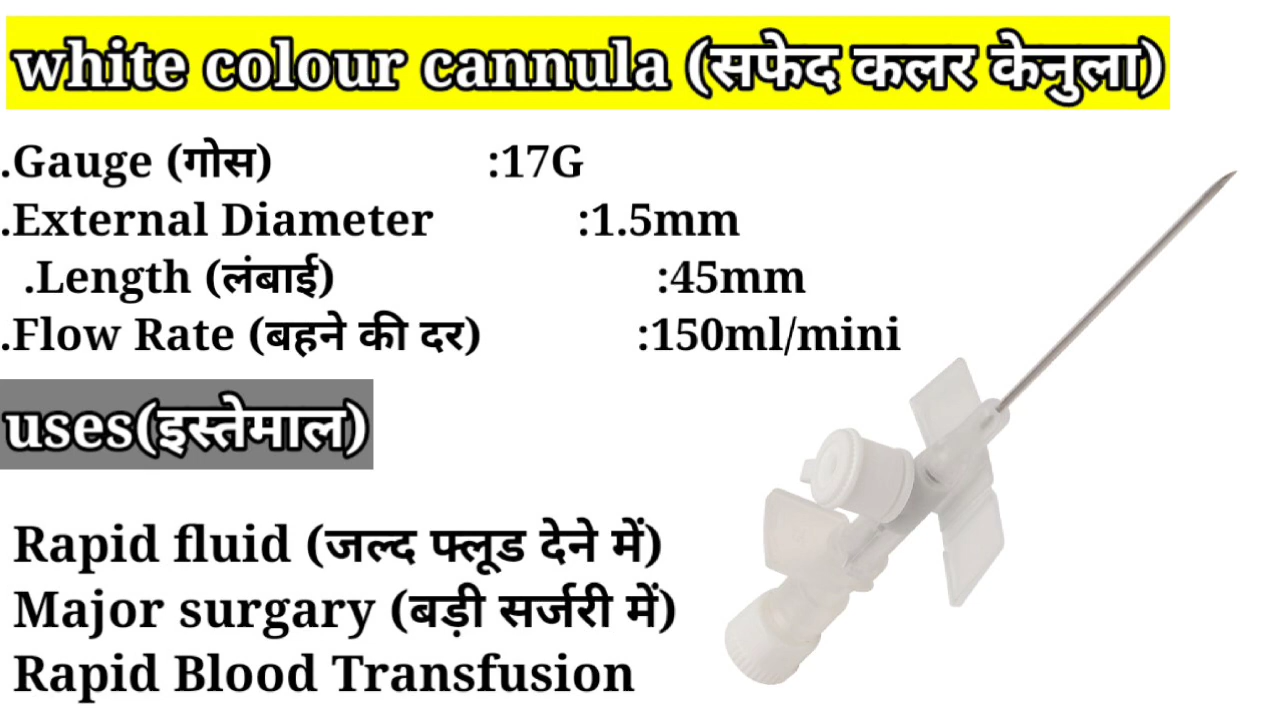 white colour cannula (सफेद कलर केनुला)
.Gauge (गोस) :17G
.External Diameter :1.5mm
.Length (लंबाई) :45mm
.Flow Rate (बहने की दर) :150ml/mini
uses(इस्तेमाल)
Rapid fluid (जल्द फ्लूड देने में)
Major surgary (बड़ी सर्जरी में)
Rapid Blood Transfusion